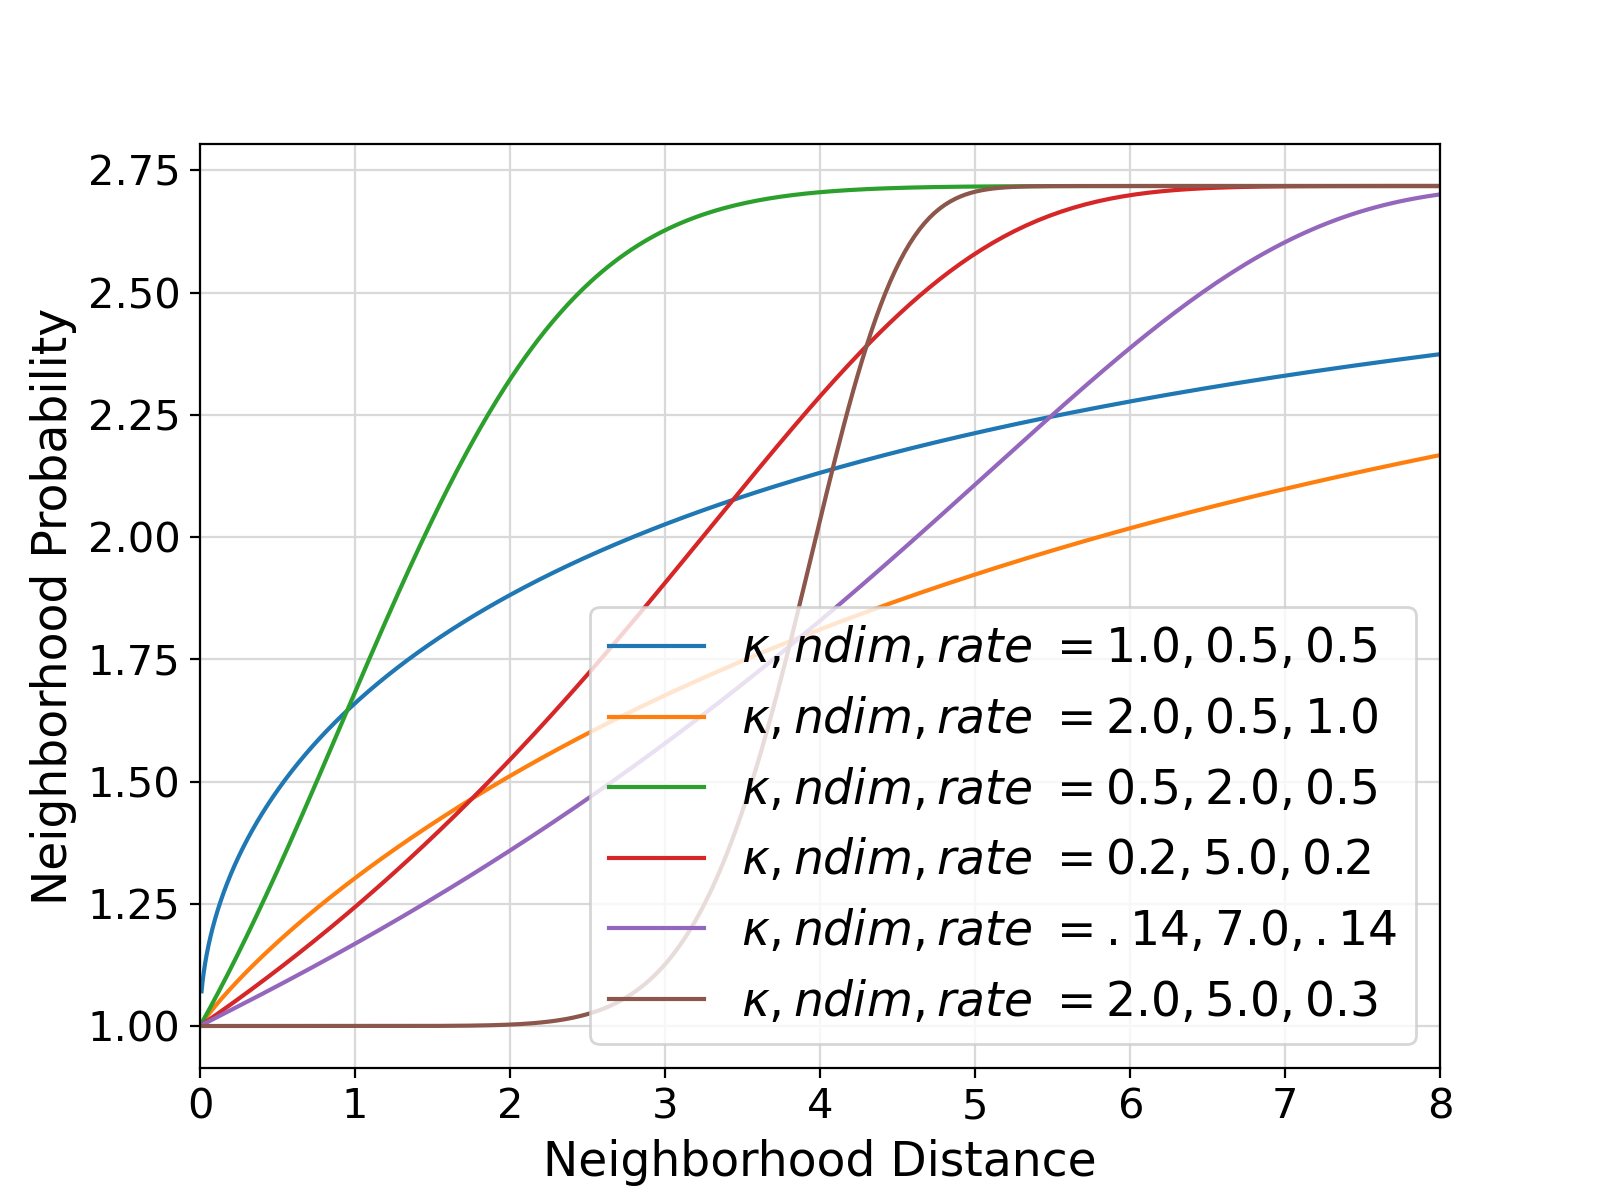 2.75
2.50
2.25
2.00
1.75
1.50
1.25
1.00
Neighborhood Probability
κ, ndim, rate = 1.0, 0.5, 0.5
κ, ndim, rate = 2.0, 0.5, 1.0
κ, ndim, rate = 0.5, 2.0, 0.5
κ, ndim, rate = 0.2, 5.0, 0.2
κ, ndim, rate = .14, 7.0, .14
κ, ndim, rate = 2.0, 5.0, 0.3
0 1 2 3 4 5 6 7 8
Neighborhood Distance